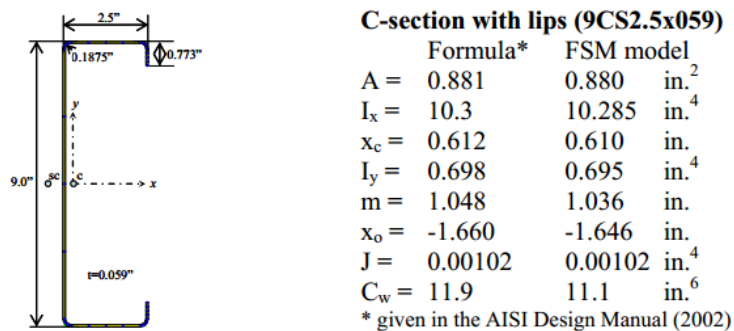 2.5"
C-section with lips (9CS2.5x059)
0.1875"
0.773"
Formula* FSM model
A = 0.881 0.880 in.²
Iₓ = 10.3 10.285 in.⁴
x_c = 0.612 0.610 in.
I_y = 0.698 0.695 in.⁴
m = 1.048 1.036 in.
xₒ = -1.660 -1.646 in.
J = 0.00102 0.00102 in.⁴
C_w = 11.9 11.1 in.⁶
* given in the AISI Design Manual (2002)
y
9.0"
sc
c
x
t=0.059"